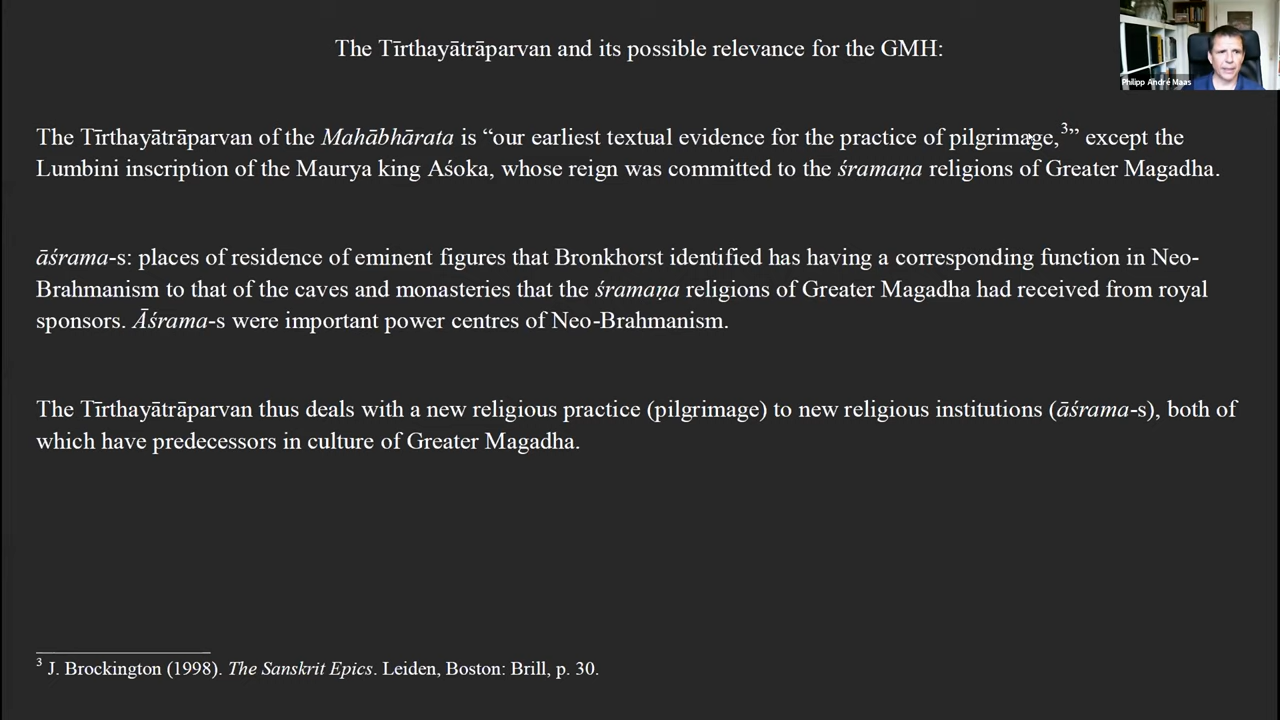 The Tīrthayātrāparvan and its possible relevance for the GMH:
Philipp André Maas
The Tīrthayātrāparvan of the Mahābhārata is “our earliest textual evidence for the practice of pilgrimage,³” except the
Lumbini inscription of the Maurya king Aśoka, whose reign was committed to the śramaṇa religions of Greater Magadha.
āśrama-s: places of residence of eminent figures that Bronkhorst identified has having a corresponding function in Neo-
Brahmanism to that of the caves and monasteries that the śramaṇa religions of Greater Magadha had received from royal
sponsors. Āśrama-s were important power centres of Neo-Brahmanism.
The Tīrthayātrāparvan thus deals with a new religious practice (pilgrimage) to new religious institutions (āśrama-s), both of
which have predecessors in culture of Greater Magadha.
³ J. Brockington (1998). The Sanskrit Epics. Leiden, Boston: Brill, p. 30.